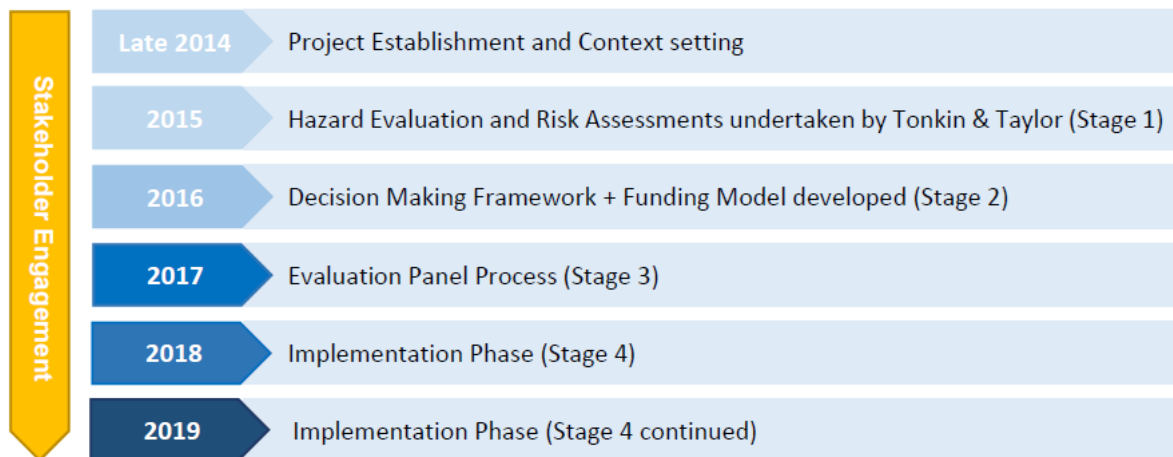 Stakeholder Engagement
Late 2014
Project Establishment and Context setting
2015
Hazard Evaluation and Risk Assessments undertaken by Tonkin & Taylor (Stage 1)
2016
Decision Making Framework + Funding Model developed (Stage 2)
2017
Evaluation Panel Process (Stage 3)
2018
Implementation Phase (Stage 4)
2019
Implementation Phase (Stage 4 continued)